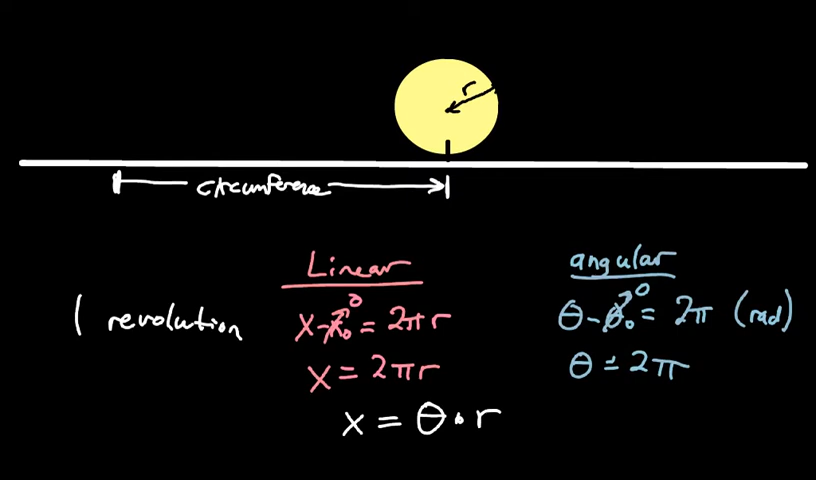 r
circumference
Linear
angular
1 revolution x - x₀ = 2πr θ - θ₀ = 2π (rad)
0 0
x = 2πr θ = 2π
x = θ · r